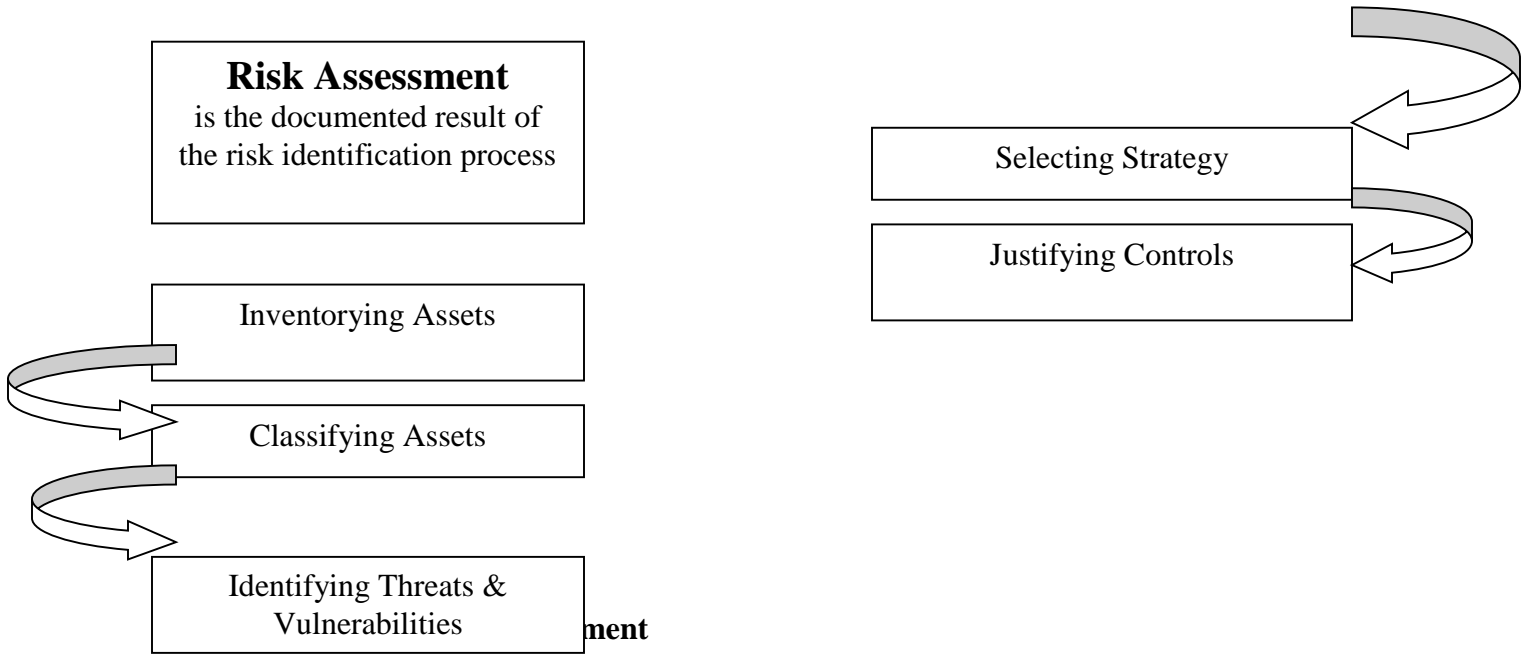 Risk Assessment
is the documented result of
the risk identification process
Inventorying Assets
Classifying Assets
Identifying Threats &
Vulnerabilities
Selecting Strategy
Justifying Controls